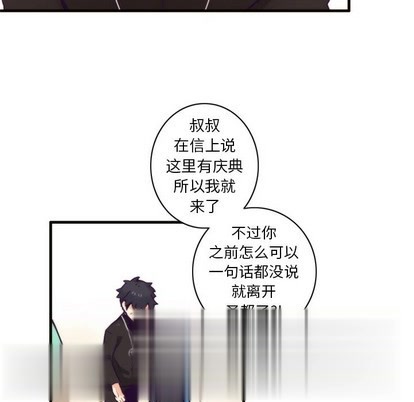 叔叔
在信上说
这里有庆典
所以我就
来了
不过你
之前怎么可以
一句话都没说
就离开